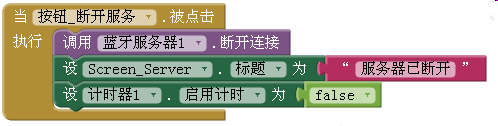 当 按钮_断开服务 .被点击
执行 调用 蓝牙服务器1 .断开连接
设 Screen_Server . 标题 为 “ 服务器已断开 ”
设 计时器1 . 启用计时 为 false